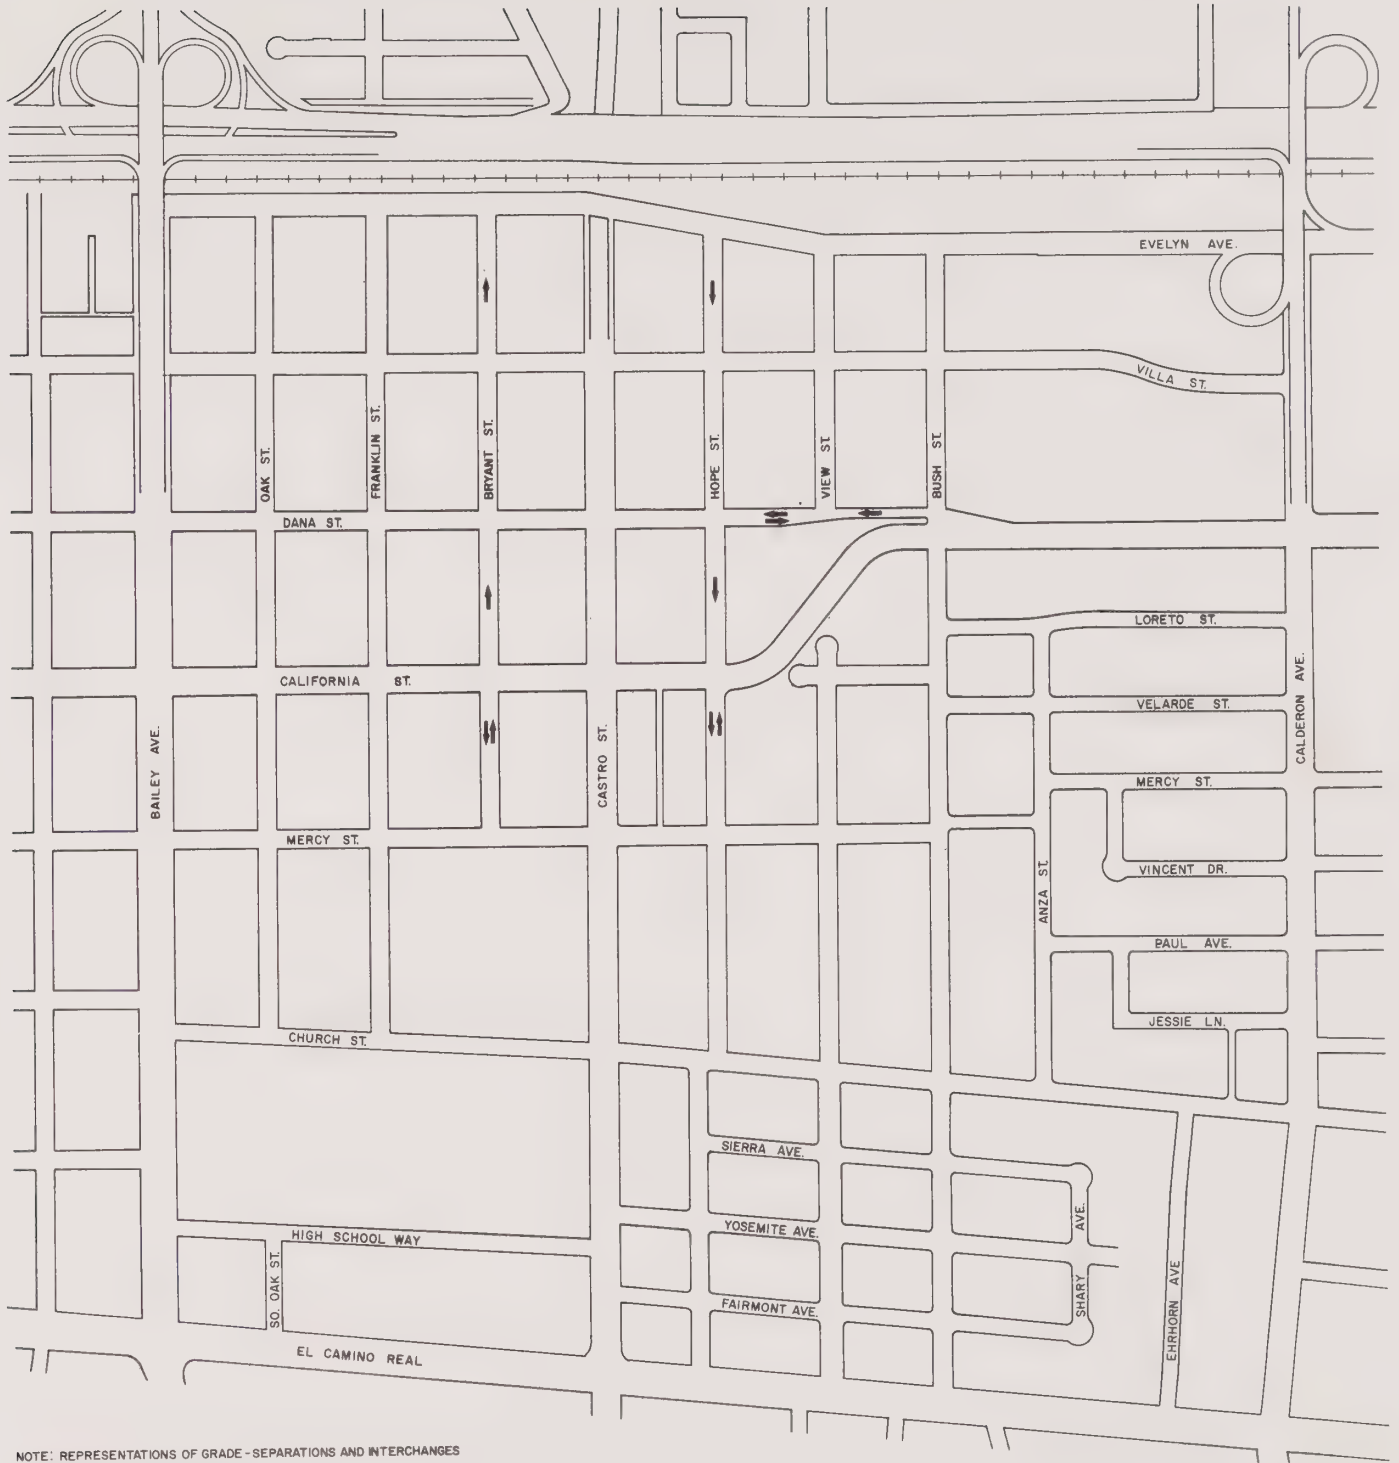 EVELYN AVE.
VILLA ST.
OAK ST.
FRANKLIN ST.
BRYANT ST.
HOPE ST.
VIEW ST.
BUSH ST.
DANA ST.
LORETO ST.
CALIFORNIA ST.
VELARDE ST.
BAILEY AVE.
CASTRO ST.
CALDERON AVE.
MERCY ST.
MERCY ST.
ANZA ST.
VINCENT DR.
PAUL AVE.
JESSIE LN.
CHURCH ST.
SIERRA AVE.
YOSEMITE AVE.
SHARY AVE.
HIGH SCHOOL WAY
SO. OAK ST.
FAIRMONT AVE.
EHRHORN AVE
EL CAMINO REAL
NOTE: REPRESENTATIONS OF GRADE-SEPARATIONS AND INTERCHANGES